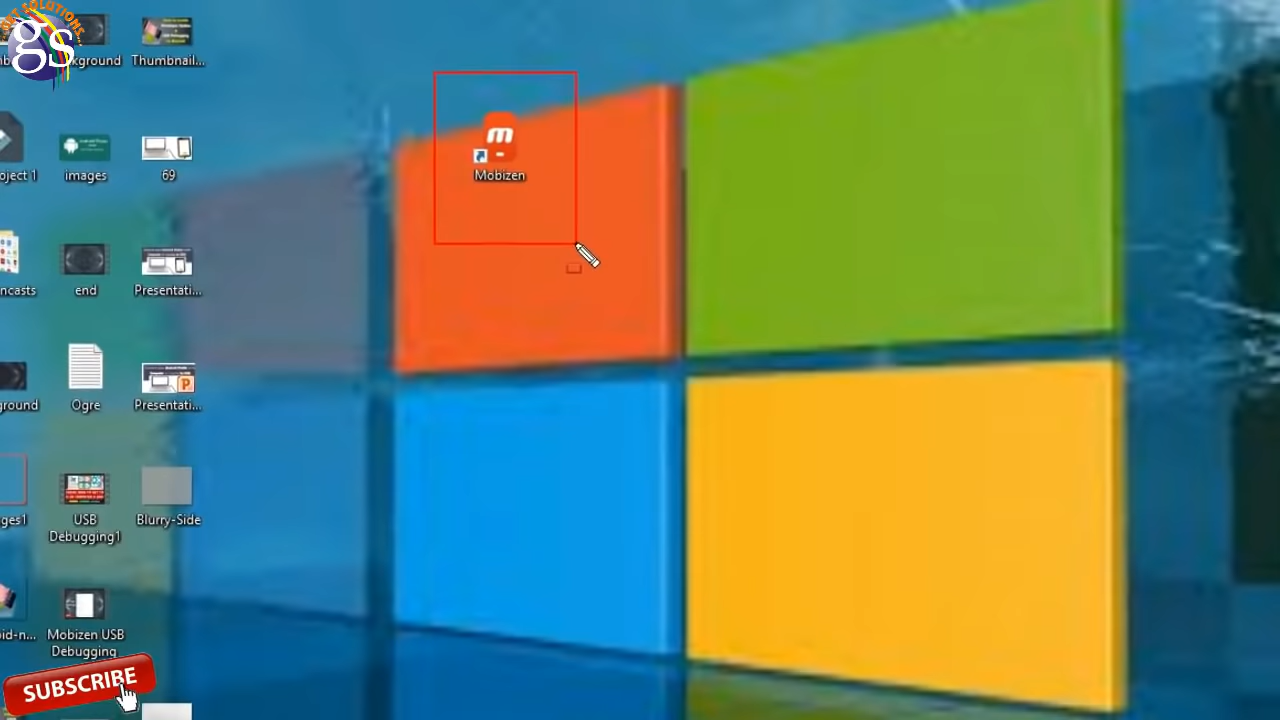 gs
kground
Thumbnail...
oject 1
images
69
Mobizen
ncasts
end
Presentati...
ground
Ogre
Presentati...
ges1
USB
Debugging1
Blurry-Side
id-n...
Mobizen USB
Debugging
SUBSCRIBE